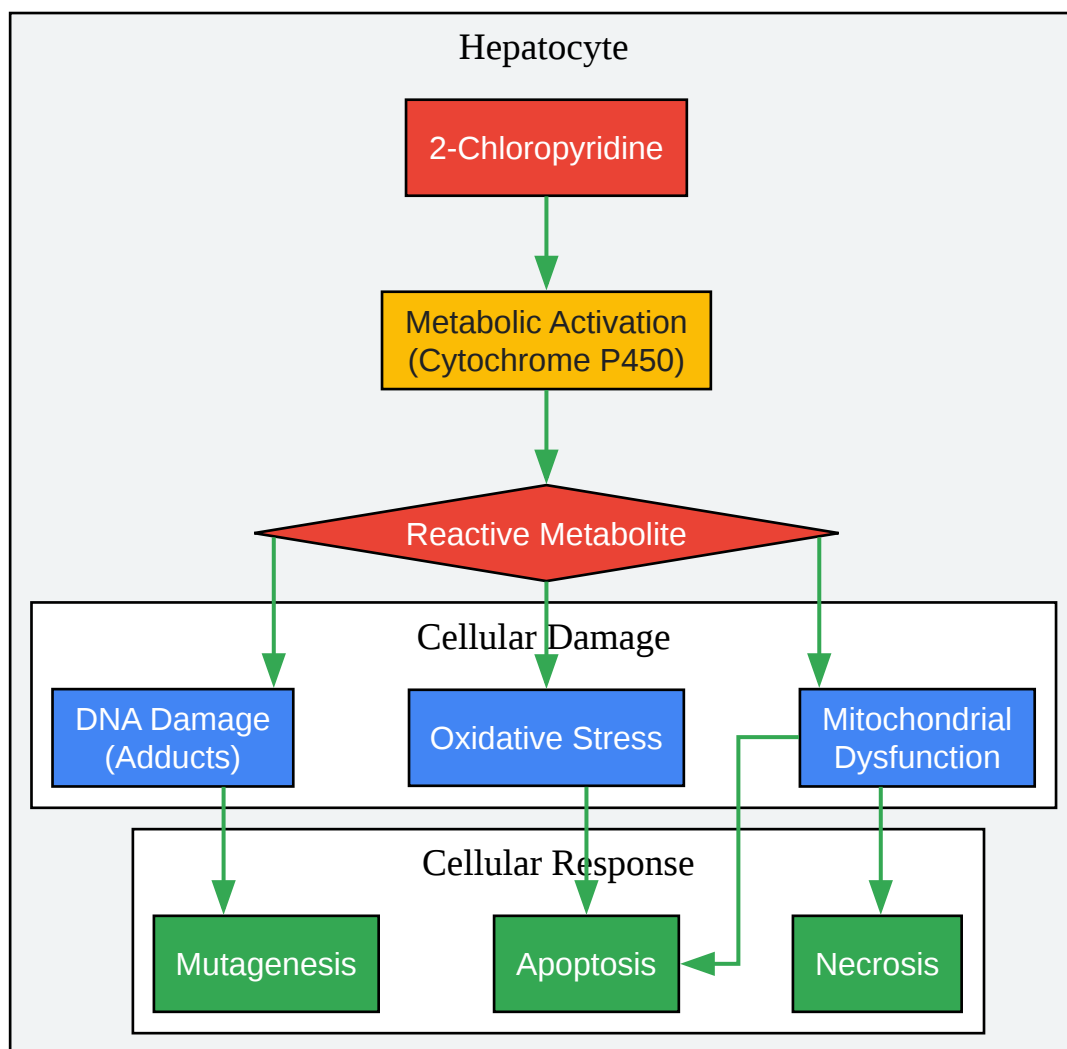 Hepatocyte
2-Chloropyridine
Metabolic Activation
(Cytochrome P450)
Reactive Metabolite
Cellular Damage
DNA Damage
(Adducts)
Oxidative Stress
Mitochondrial
Dysfunction
Cellular Response
Mutagenesis
Apoptosis
Necrosis